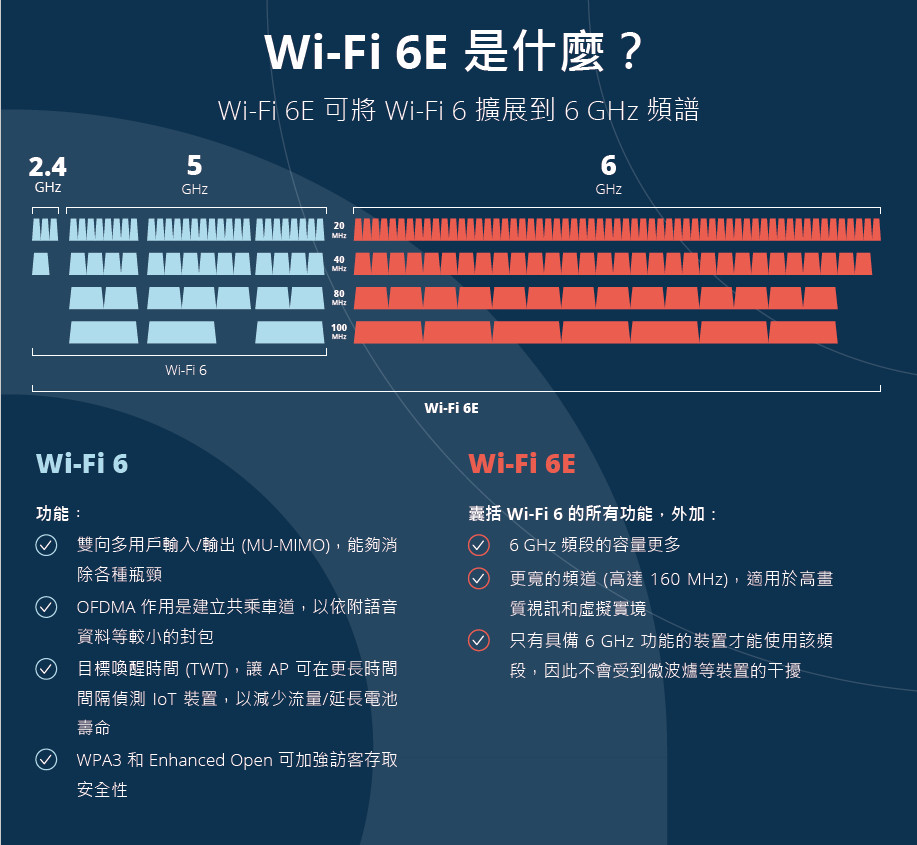 Wi-Fi 6E 是什麼？
Wi-Fi 6E 可將 Wi-Fi 6 擴展到 6 GHz 頻譜
2.4
GHz
5
GHz
6
GHz
20
MHz
40
MHz
80
MHz
100
MHz
Wi-Fi 6
Wi-Fi 6E
Wi-Fi 6
功能：
雙向多用戶輸入/輸出 (MU-MIMO)，能夠消
除各種瓶頸
OFDMA 作用是建立共乘車道，以依附語音
資料等較小的封包
目標喚醒時間 (TWT)，讓 AP 可在更長時間
間隔偵測 IoT 裝置，以減少流量/延長電池
壽命
WPA3 和 Enhanced Open 可加強訪客存取
安全性
Wi-Fi 6E
囊括 Wi-Fi 6 的所有功能，外加：
6 GHz 頻段的容量更多
更寬的頻道 (高達 160 MHz)，適用於高畫
質視訊和虛擬實境
只有具備 6 GHz 功能的裝置才能使用該頻
段，因此不會受到微波爐等裝置的干擾